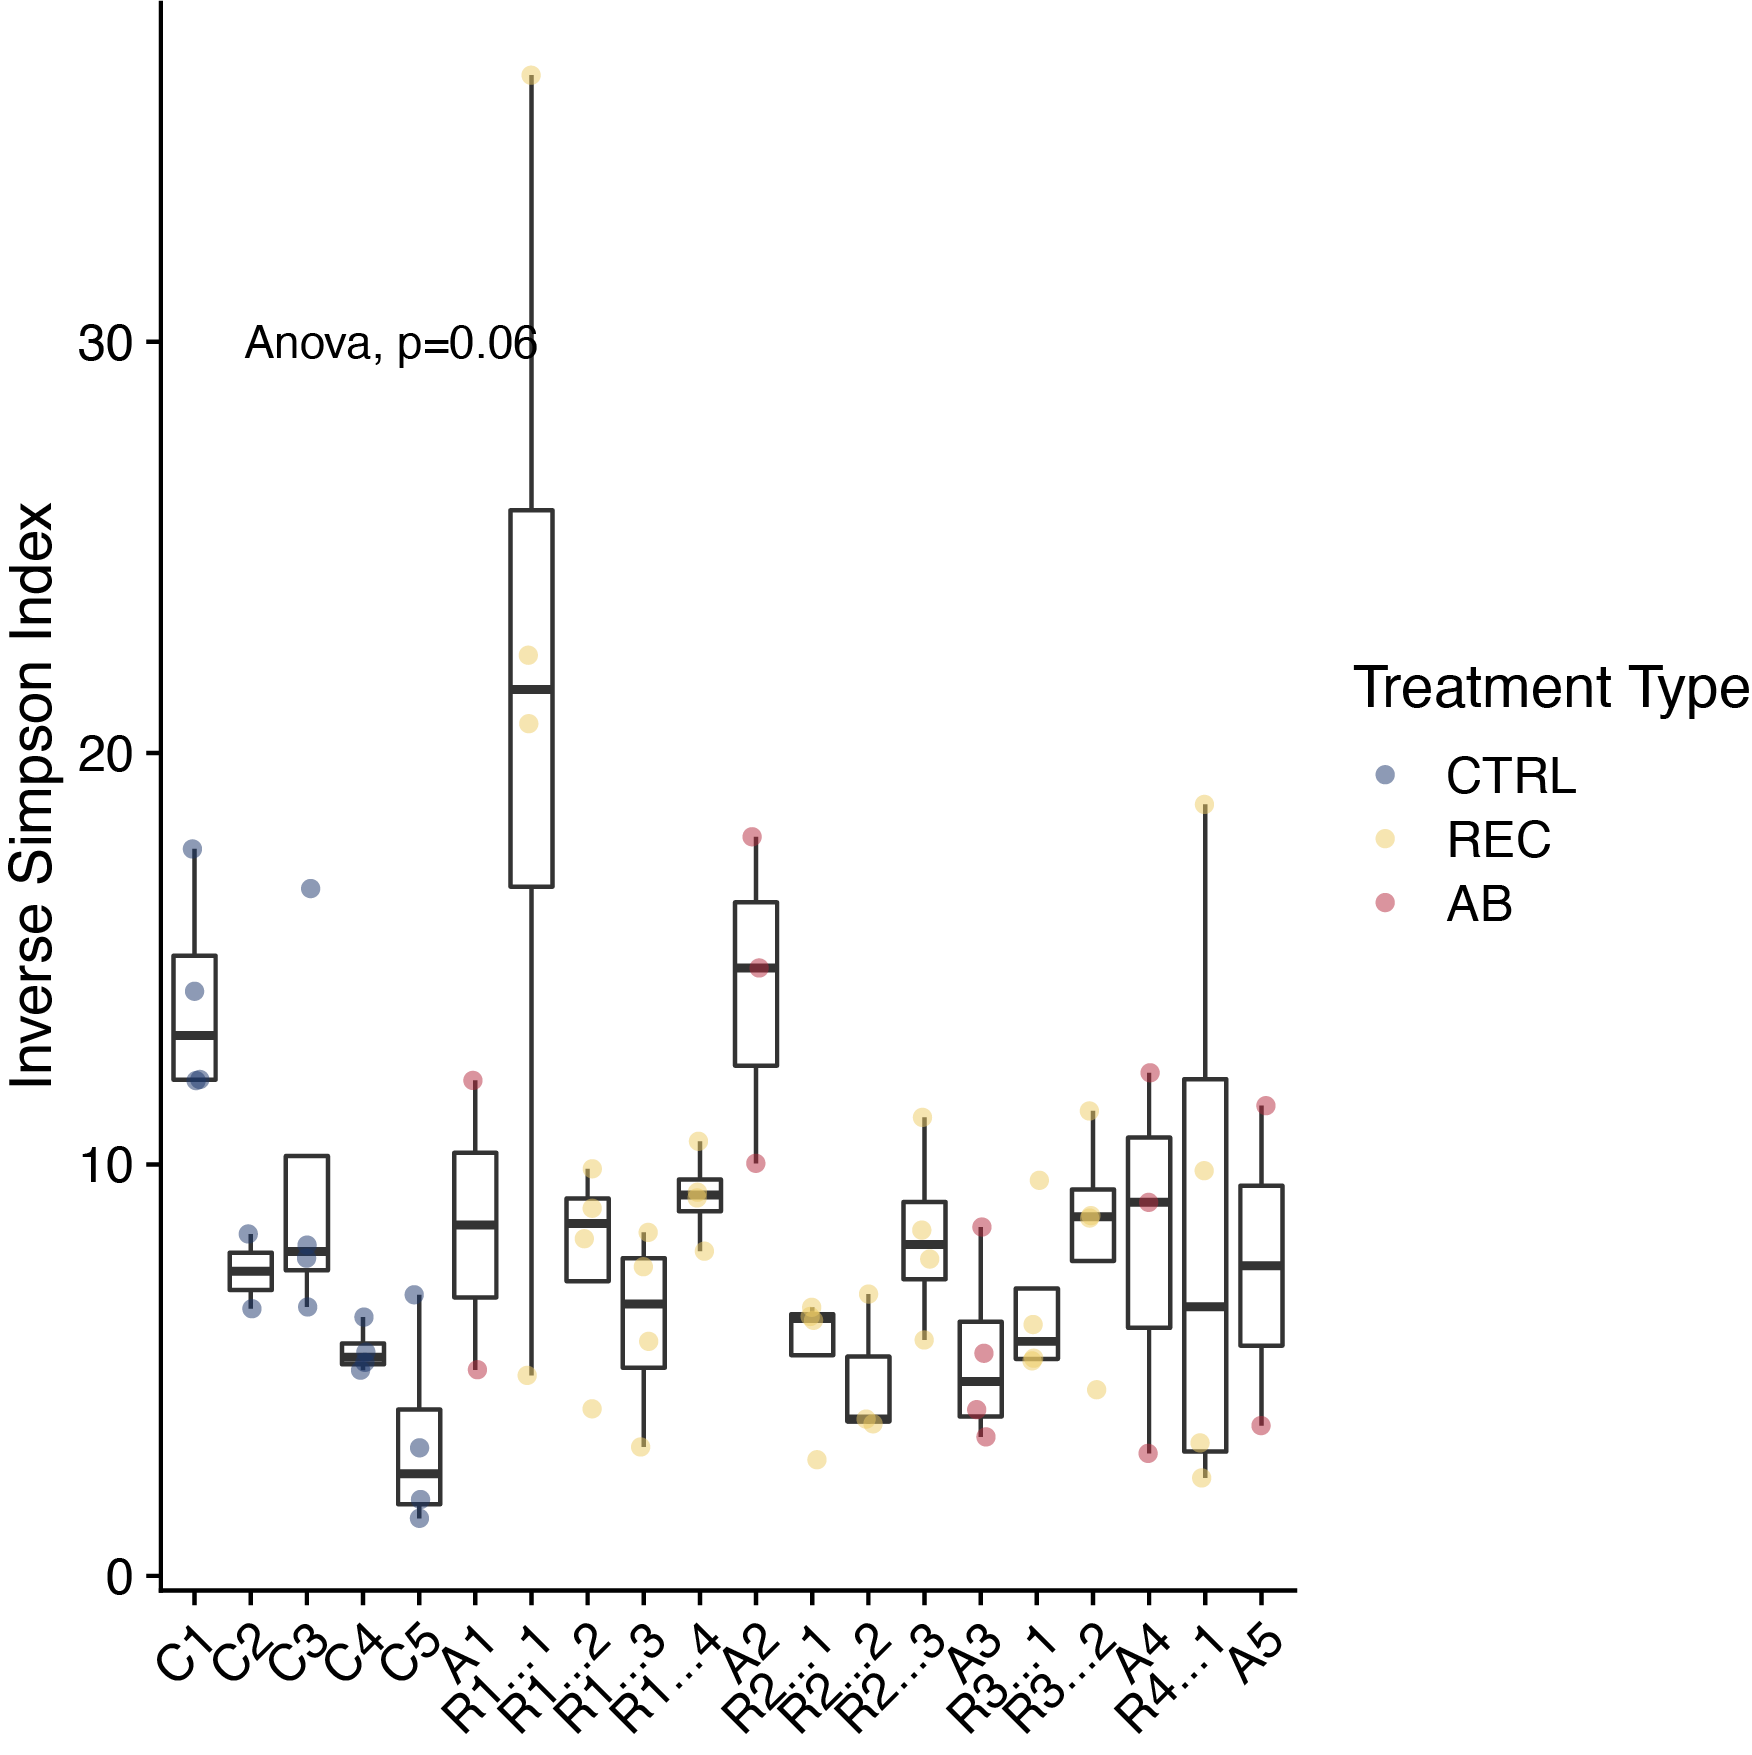 Inverse Simpson Index
30
20
10
0
Anova, p=0.06
C1
C2
C3
C4
C5
A1
R1...1
R1...2
R1...3
R1...4
A2
R2...1
R2...2
R2...3
A3
R3...1
R3...2
A4
R4...1
A5
Treatment Type
CTRL
REC
AB